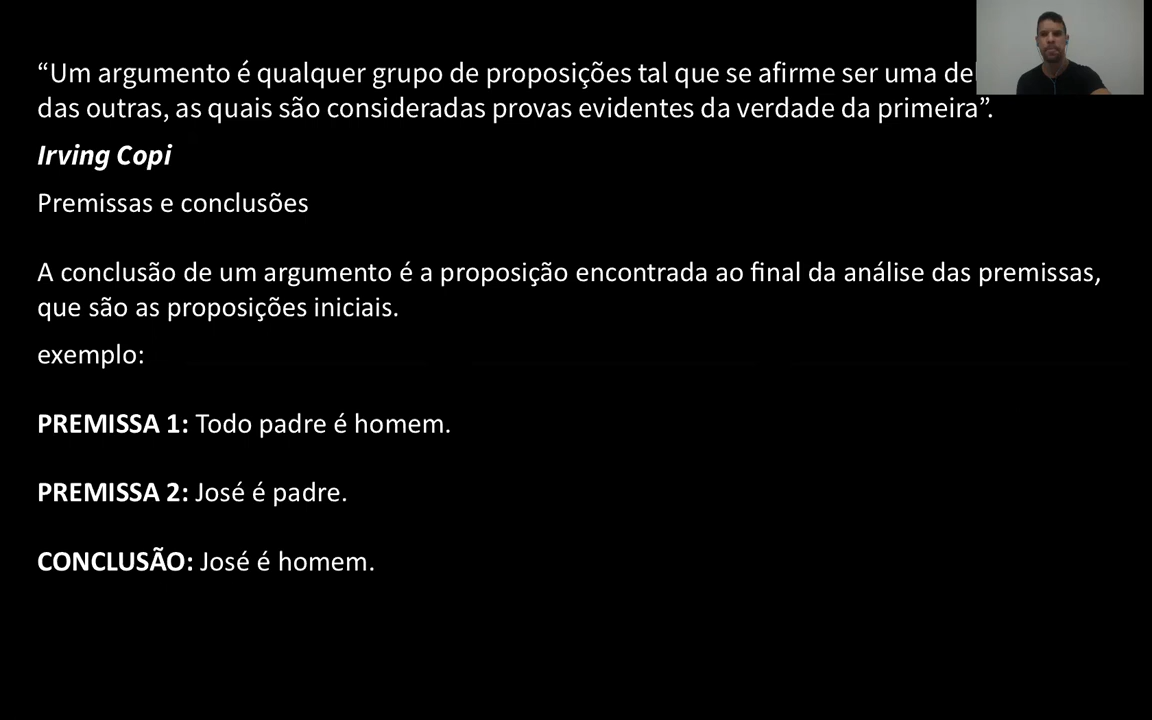 “Um argumento é qualquer grupo de proposições tal que se afirme ser uma
das outras, as quais são consideradas provas evidentes da verdade da primeira”.
Irving Copi
Premissas e conclusões
A conclusão de um argumento é a proposição encontrada ao final da análise das premissas,
que são as proposições iniciais.
exemplo:
PREMISSA 1: Todo padre é homem.
PREMISSA 2: José é padre.
CONCLUSÃO: José é homem.